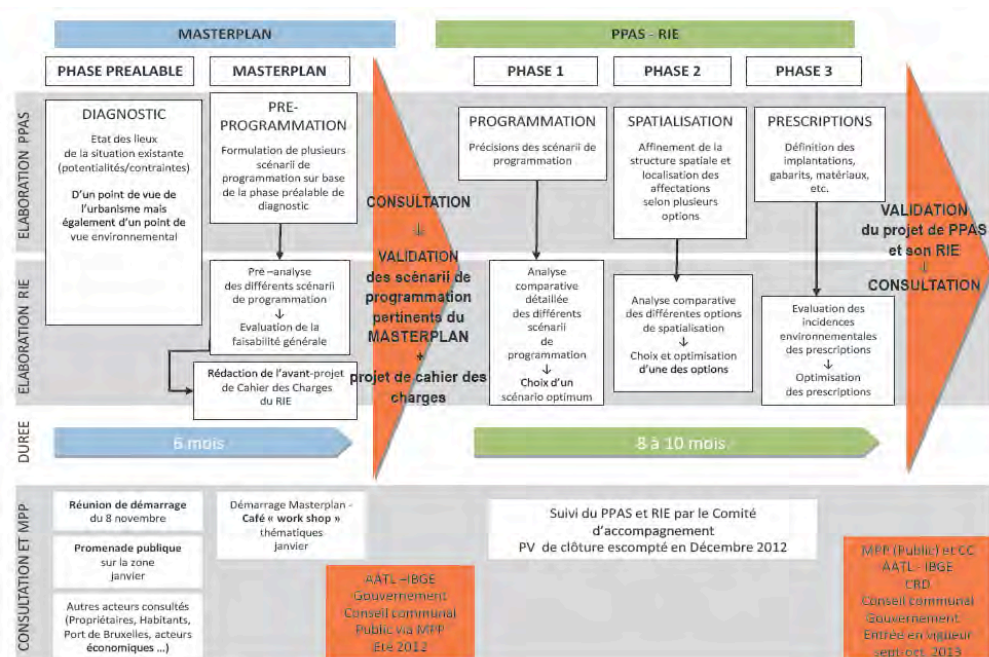 MASTERPLAN
PPAS - RIE
PHASE PREALABLE
MASTERPLAN
PHASE 1
PHASE 2
PHASE 3
ELABORATION PPAS
DIAGNOSTIC
Etat des lieux
de la situation existante
(potentialités/contraintes)
D'un point de vue de
l'urbanisme mais
également d'un point de
vue environnemental
PRE-
PROGRAMMATION
Formulation de plusieurs
scénarii de
programmation sur base
de la phase préalable de
diagnostic
CONSULTATION
↓
VALIDATION
des scénarii de
programmation
pertinents du
MASTERPLAN
+
projet de cahier des
charges
PROGRAMMATION
Précisions des scénarii de
programmation
SPATIALISATION
Affinement de la
structure spatiale et
localisation des
affectations
selon plusieurs
options
PRESCRIPTIONS
Définition des
implantations,
gabarits, matériaux,
etc.
VALIDATION
du projet de PPAS
et son RIE
↓
CONSULTATION
ELABORATION RIE
Pré –analyse
des différents scénarii
de programmation
↓
Evaluation de la
faisabilité générale
Rédaction de l'avant-projet
de Cahier des Charges
du RIE
Analyse
comparative
détaillée
des différents
scénarii
de
programmation
↓
Choix d'un
scénario optimum
Analyse comparative
des différentes options
de spatialisation
↓
Choix et optimisation
d'une des options
Evaluation des
incidences
environnementales
des prescriptions
↓
Optimisation
des prescriptions
DUREE
6 mois
8 à 10 mois
CONSULTATION ET MPP
Réunion de démarrage
du 8 novembre
Promenade publique
sur la zone
janvier
Autres acteurs consultés
(Propriétaires, Habitants,
Port de Bruxelles, acteurs
économiques ...)
Démarrage Masterplan -
Café « work shop »
thématiques
janvier
AATL –IBGE
Gouvernement
Conseil communal
Public via MPP
Eté 2012
Suivi du PPAS et RIE par le Comité
d'accompagnement
PV de clôture escompté en Décembre 2012
MPP (Public) et CC
AATL - IBGE
CRD
Conseil communal
Gouvernement
Entrée en vigueur
sept-oct. 2013